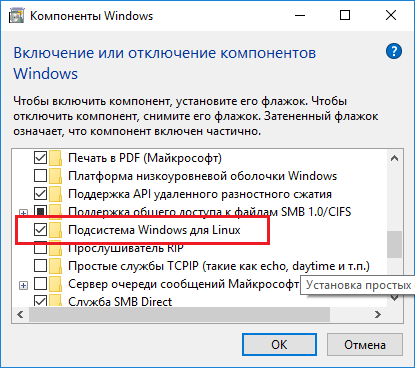 Компоненты Windows
Включение или отключение компонентов
Windows
Чтобы включить компонент, установите его флажок. Чтобы
отключить компонент, снимите его флажок. Затененный флажок
означает, что компонент включен частично.
Печать в PDF (Майкрософт)
Платформа низкоуровневой оболочки Windows
Поддержка API удаленного разностного сжатия
Поддержка общего доступа к файлам SMB 1.0/CIFS
Подсистема Windows для Linux
Прослушиватель RIP
Простые службы TCPIP (такие как echo, daytime и т.п.)
Сервер очереди сообщений Майкрософт
Установка простых
Служба SMB Direct
OK
Отмена